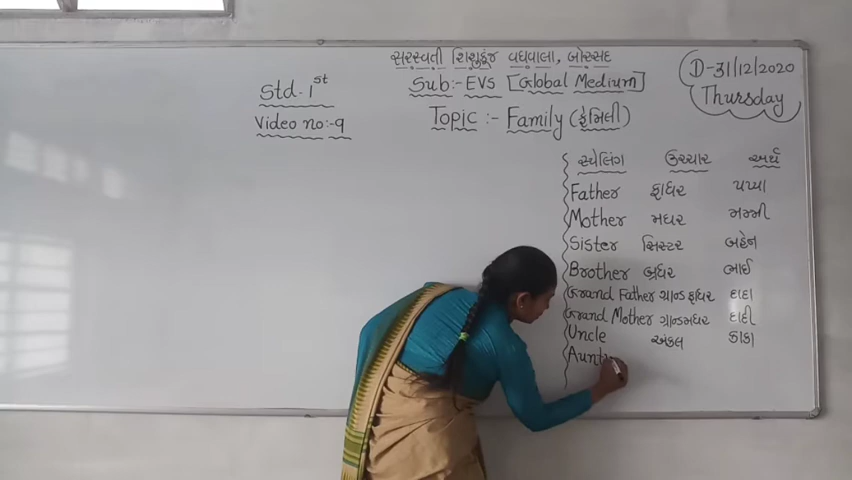 સરસ્વતી શિશુકુંજ વઘવાલા, બોરસદ
Std. 1st
Sub:- EVS [Global Medium]
D-31/12/2020
Thursday
Video no:-9
Topic :- Family (ફેમિલી)
સ્પેલિંગ ઉચ્ચાર અર્થ
Father ફાધર પપ્પા
Mother મધર મમ્મી
Sister સિસ્ટર બહેન
Brother બ્રધર ભાઈ
Grand Father ગ્રાન્ડ ફાધર દાદા
Grand Mother ગ્રાન્ડમધર દાદી
Uncle અંકલ કાકા
Aunt